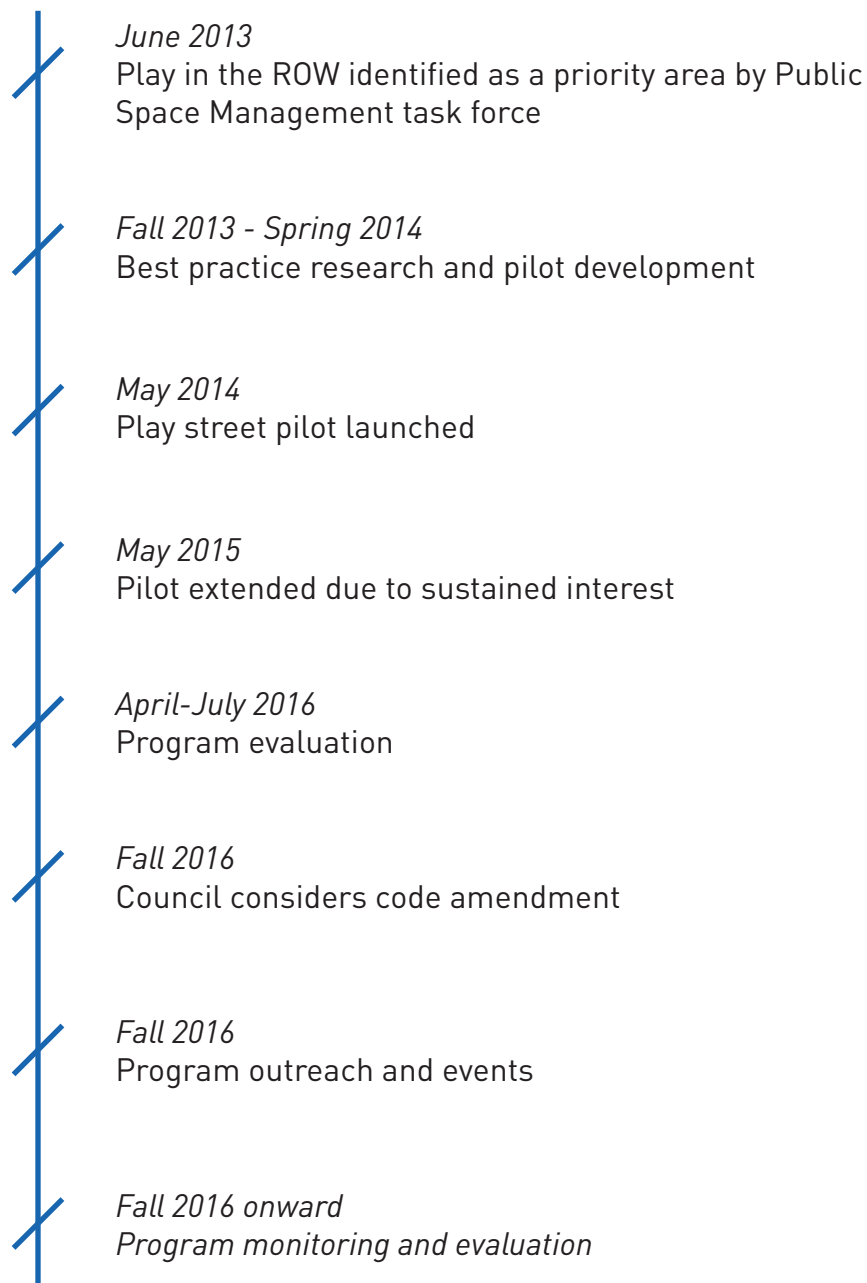 June 2013
Play in the ROW identified as a priority area by Public
Space Management task force
Fall 2013 - Spring 2014
Best practice research and pilot development
May 2014
Play street pilot launched
May 2015
Pilot extended due to sustained interest
April-July 2016
Program evaluation
Fall 2016
Council considers code amendment
Fall 2016
Program outreach and events
Fall 2016 onward
Program monitoring and evaluation